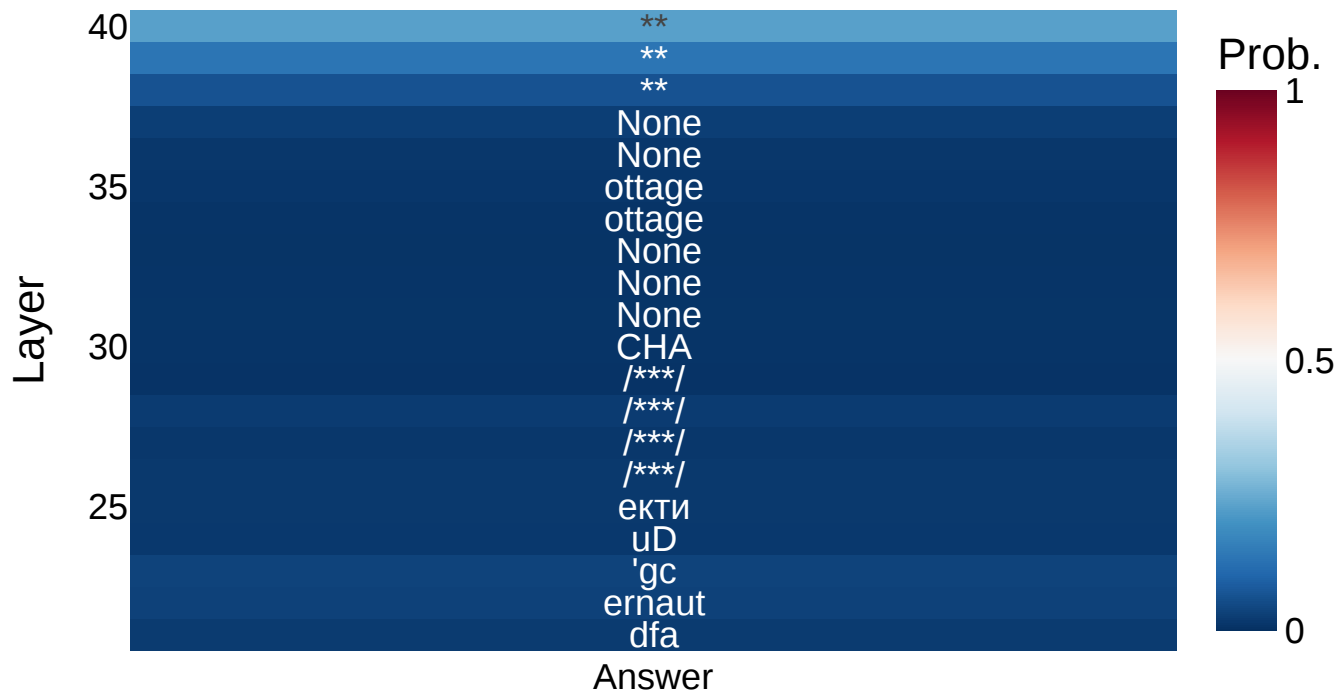 40
**
**
**
None
None
35
ottage
ottage
None
None
None
30
CHA
/***/
/***/
/***/
/***/
25
екти
uD
'gc
ernaut
dfa
Layer
Answer
Prob.
1
0.5
0